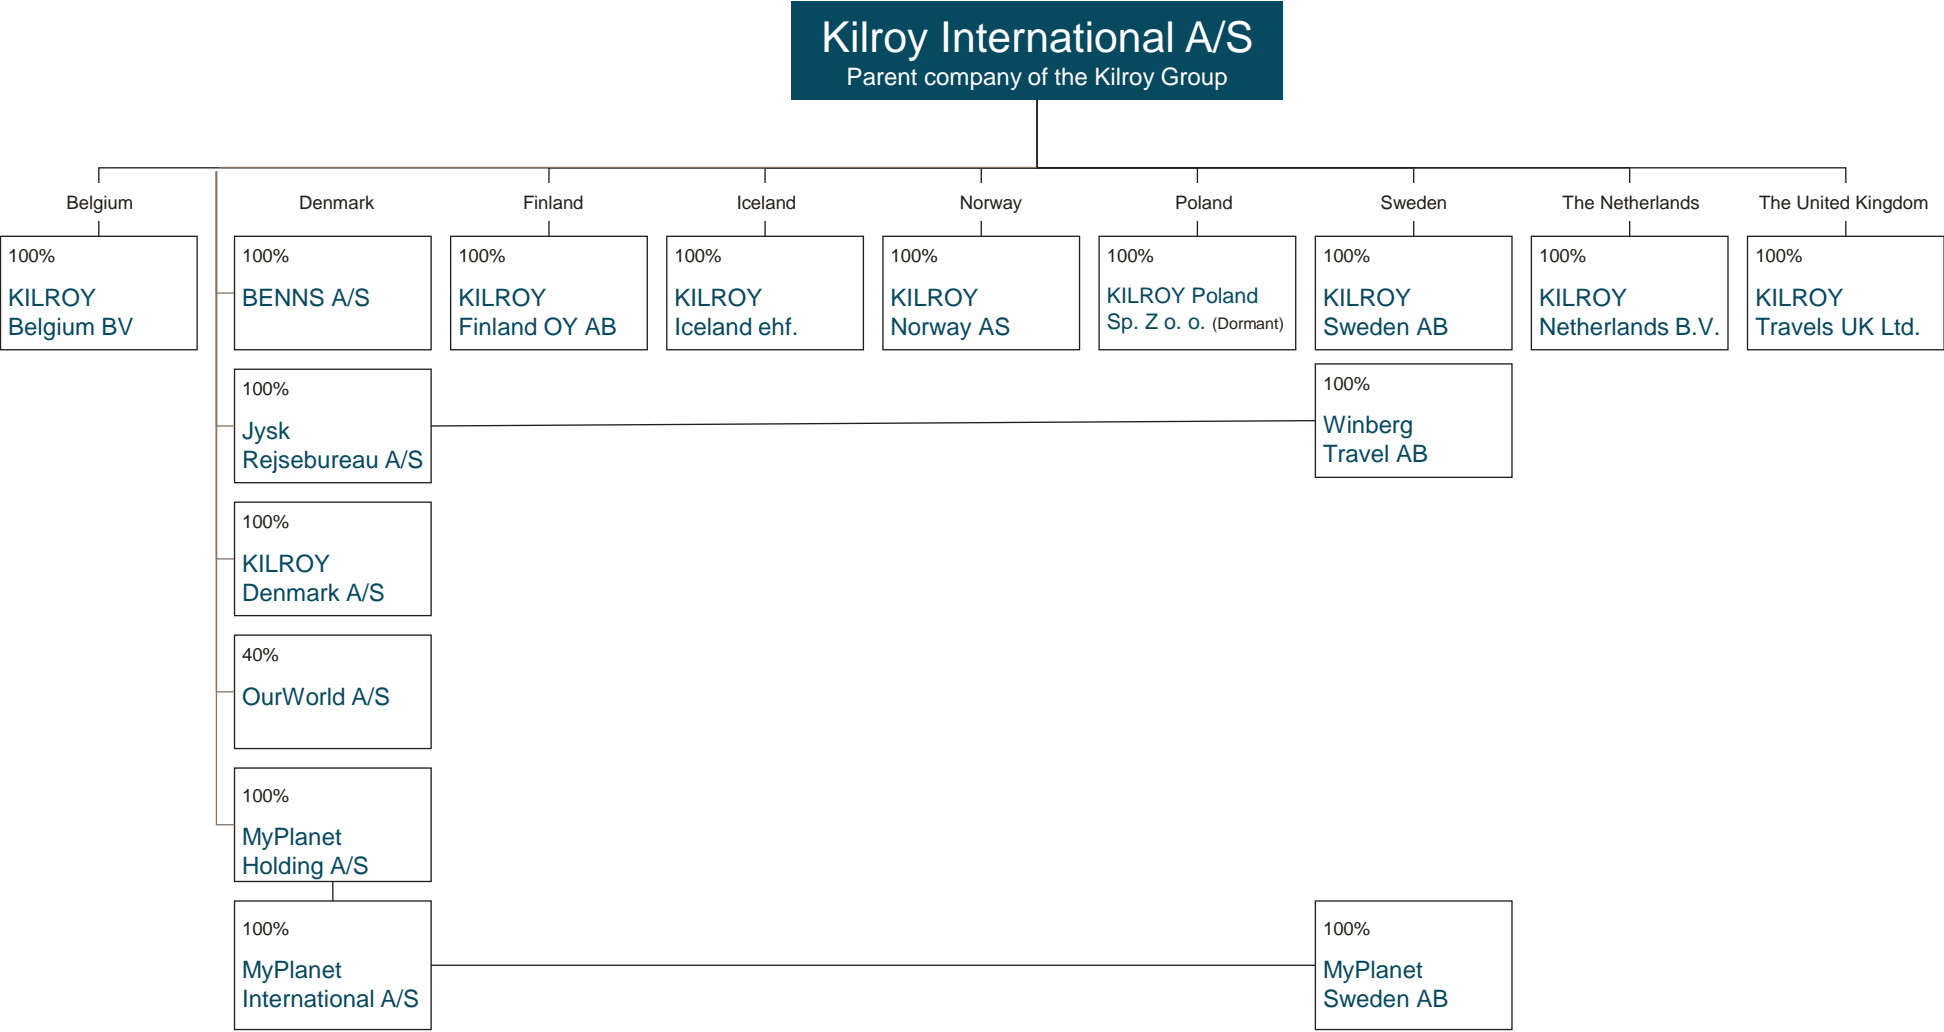 Kilroy International A/S
Parent company of the Kilroy Group
Belgium
Denmark
Finland
Iceland
Norway
Poland
Sweden
The Netherlands
The United Kingdom
100%
KILROY
Belgium BV
100%
BENNS A/S
100%
KILROY
Finland OY AB
100%
KILROY
Iceland ehf.
100%
KILROY
Norway AS
100%
KILROY Poland
Sp. Z o. o. (Dormant)
100%
KILROY
Sweden AB
100%
KILROY
Netherlands B.V.
100%
KILROY
Travels UK Ltd.
100%
Jysk
Rejsebureau A/S
100%
Winberg
Travel AB
100%
KILROY
Denmark A/S
40%
OurWorld A/S
100%
MyPlanet
Holding A/S
100%
MyPlanet
International A/S
100%
MyPlanet
Sweden AB